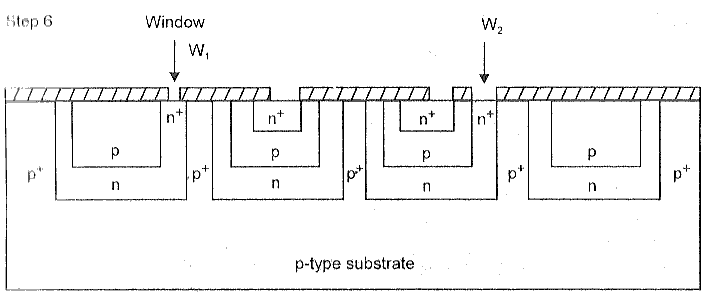 Step 6
Window
W₁
W₂
n⁺ n⁺ n⁺ n⁺
p p p p
p⁺ p⁺ p⁺ p⁺ p⁺
n n n n
p-type substrate